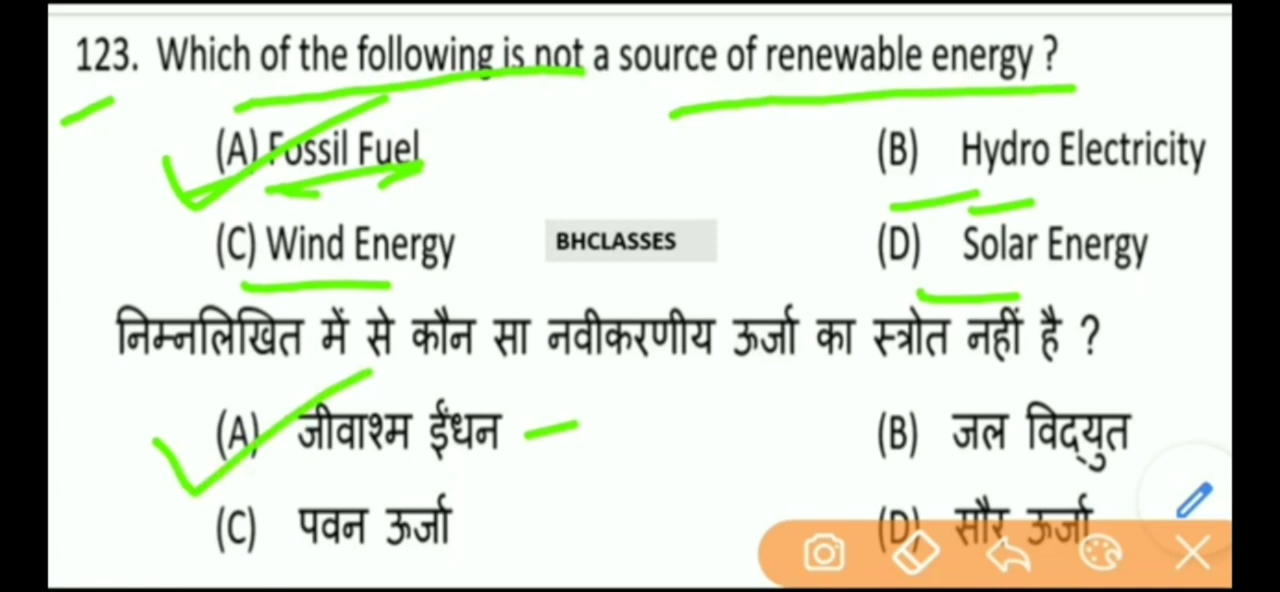 123. Which of the following is not a source of renewable energy ?
(A) Fossil Fuel (B) Hydro Electricity
(C) Wind Energy BHCLASSES (D) Solar Energy
निम्नलिखित में से कौन सा नवीकरणीय ऊर्जा का स्त्रोत नहीं है ?
(A) जीवाश्म ईंधन (B) जल विद्युत
(C) पवन ऊर्जा (D) सौर ऊर्जा